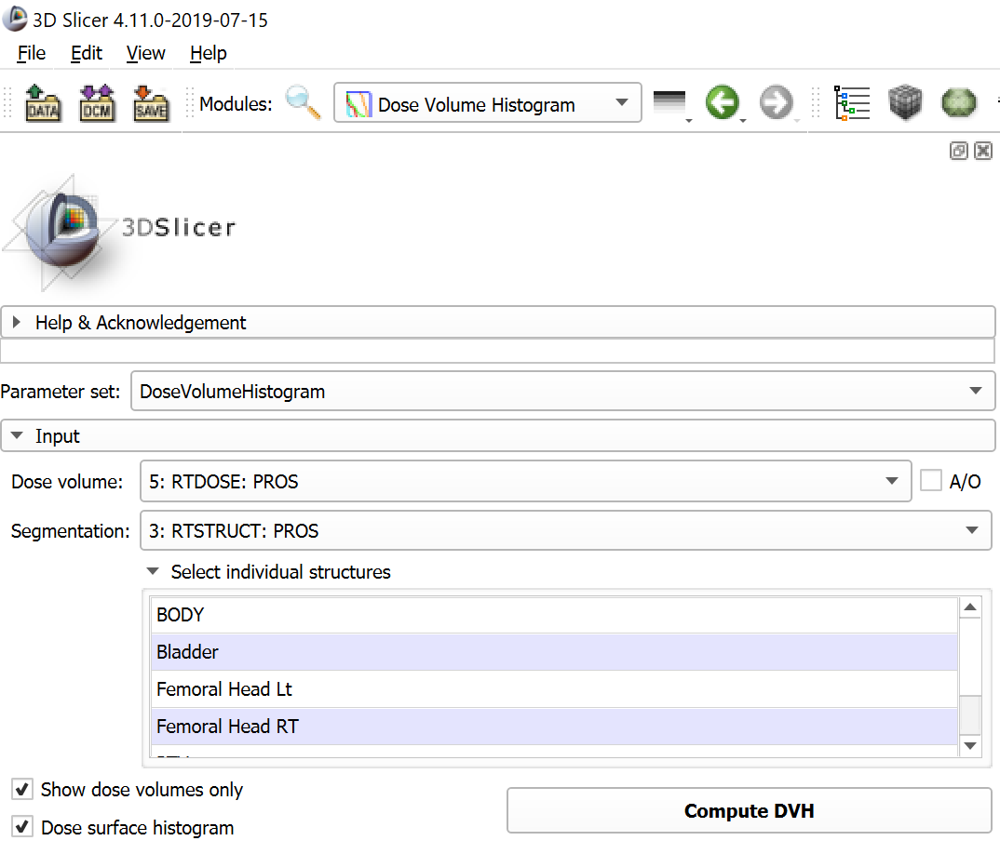 3D Slicer 4.11.0-2019-07-15
File Edit View Help
DATA DCM SAVE Modules: Dose Volume Histogram
3DSlicer
Help & Acknowledgement
Parameter set: DoseVolumeHistogram
Input
Dose volume: 5: RTDOSE: PROS A/O
Segmentation: 3: RTSTRUCT: PROS
Select individual structures
BODY
Bladder
Femoral Head Lt
Femoral Head RT
Show dose volumes only
Compute DVH
Dose surface histogram